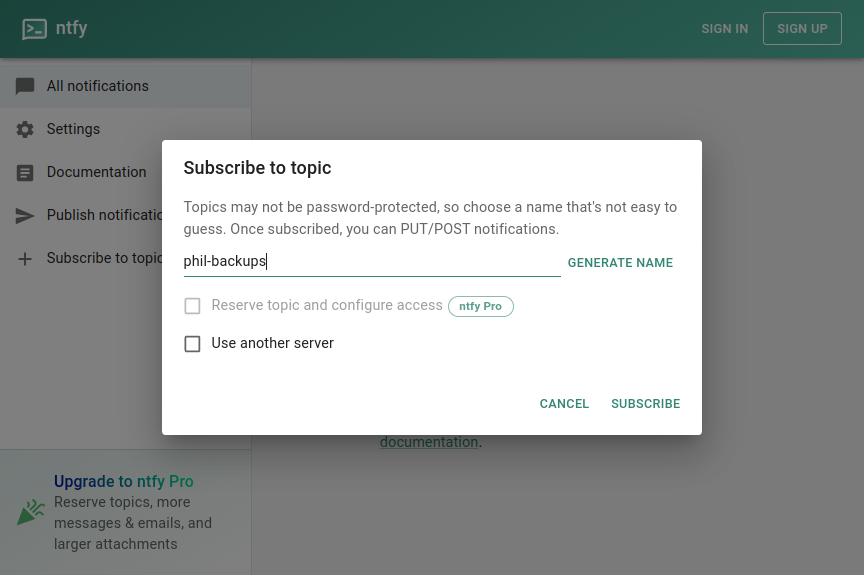 ntfy
SIGN IN
SIGN UP
All notifications
Settings
Documentation
Publish notificatio
Subscribe to topic
Subscribe to topic
Topics may not be password-protected, so choose a name that's not easy to
guess. Once subscribed, you can PUT/POST notifications.
phil-backups
GENERATE NAME
Reserve topic and configure access ntfy Pro
Use another server
CANCEL
SUBSCRIBE
documentation.
Upgrade to ntfy Pro
Reserve topics, more
messages & emails, and
larger attachments